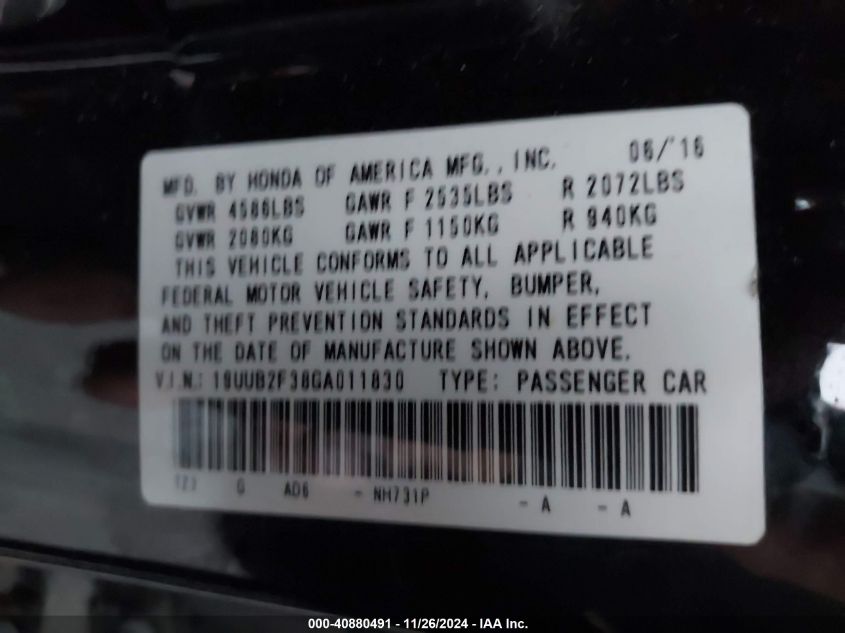 MFD. BY HONDA OF AMERICA MFG., INC. 06/'16
GVWR 4586LBS GAWR F 2535LBS R 2072LBS
GVWR 2080KG GAWR F 1150KG R 940KG
THIS VEHICLE CONFORMS TO ALL APPLICABLE
FEDERAL MOTOR VEHICLE SAFETY, BUMPER,
AND THEFT PREVENTION STANDARDS IN EFFECT
ON THE DATE OF MANUFACTURE SHOWN ABOVE.
V.I.N.: 19UUB2F38GA011830 TYPE: PASSENGER CAR
TZ3 G AD6 - NH731P - A - A
000-40880491 - 11/26/2024 - IAA Inc.